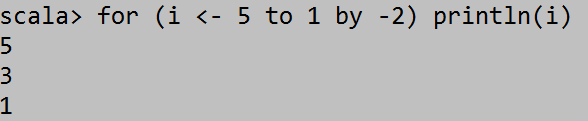 scala> for (i <- 5 to 1 by -2) println(i)
5
3
1